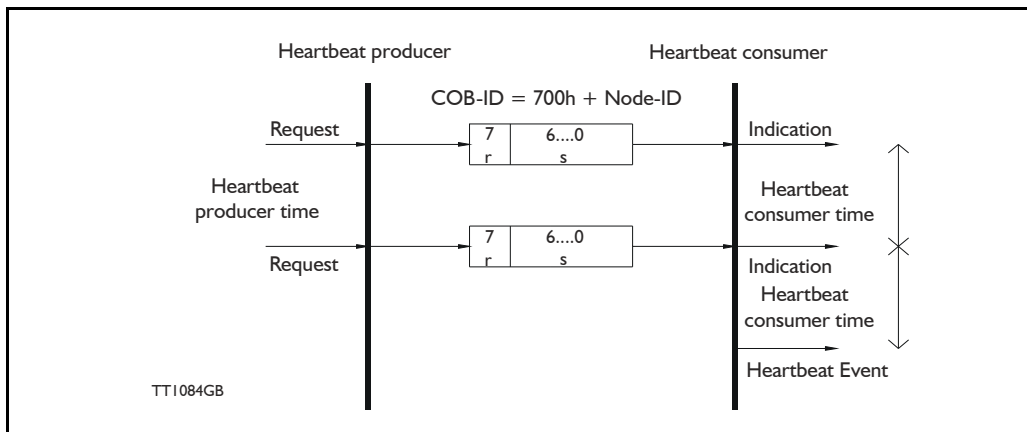 Heartbeat producer
Heartbeat consumer
COB-ID = 700h + Node-ID
Request
7
6....0
Indication
r
s
Heartbeat
producer time
Heartbeat
consumer time
Request
7
6....0
Indication
r
s
Heartbeat
consumer time
Heartbeat Event
TT1084GB